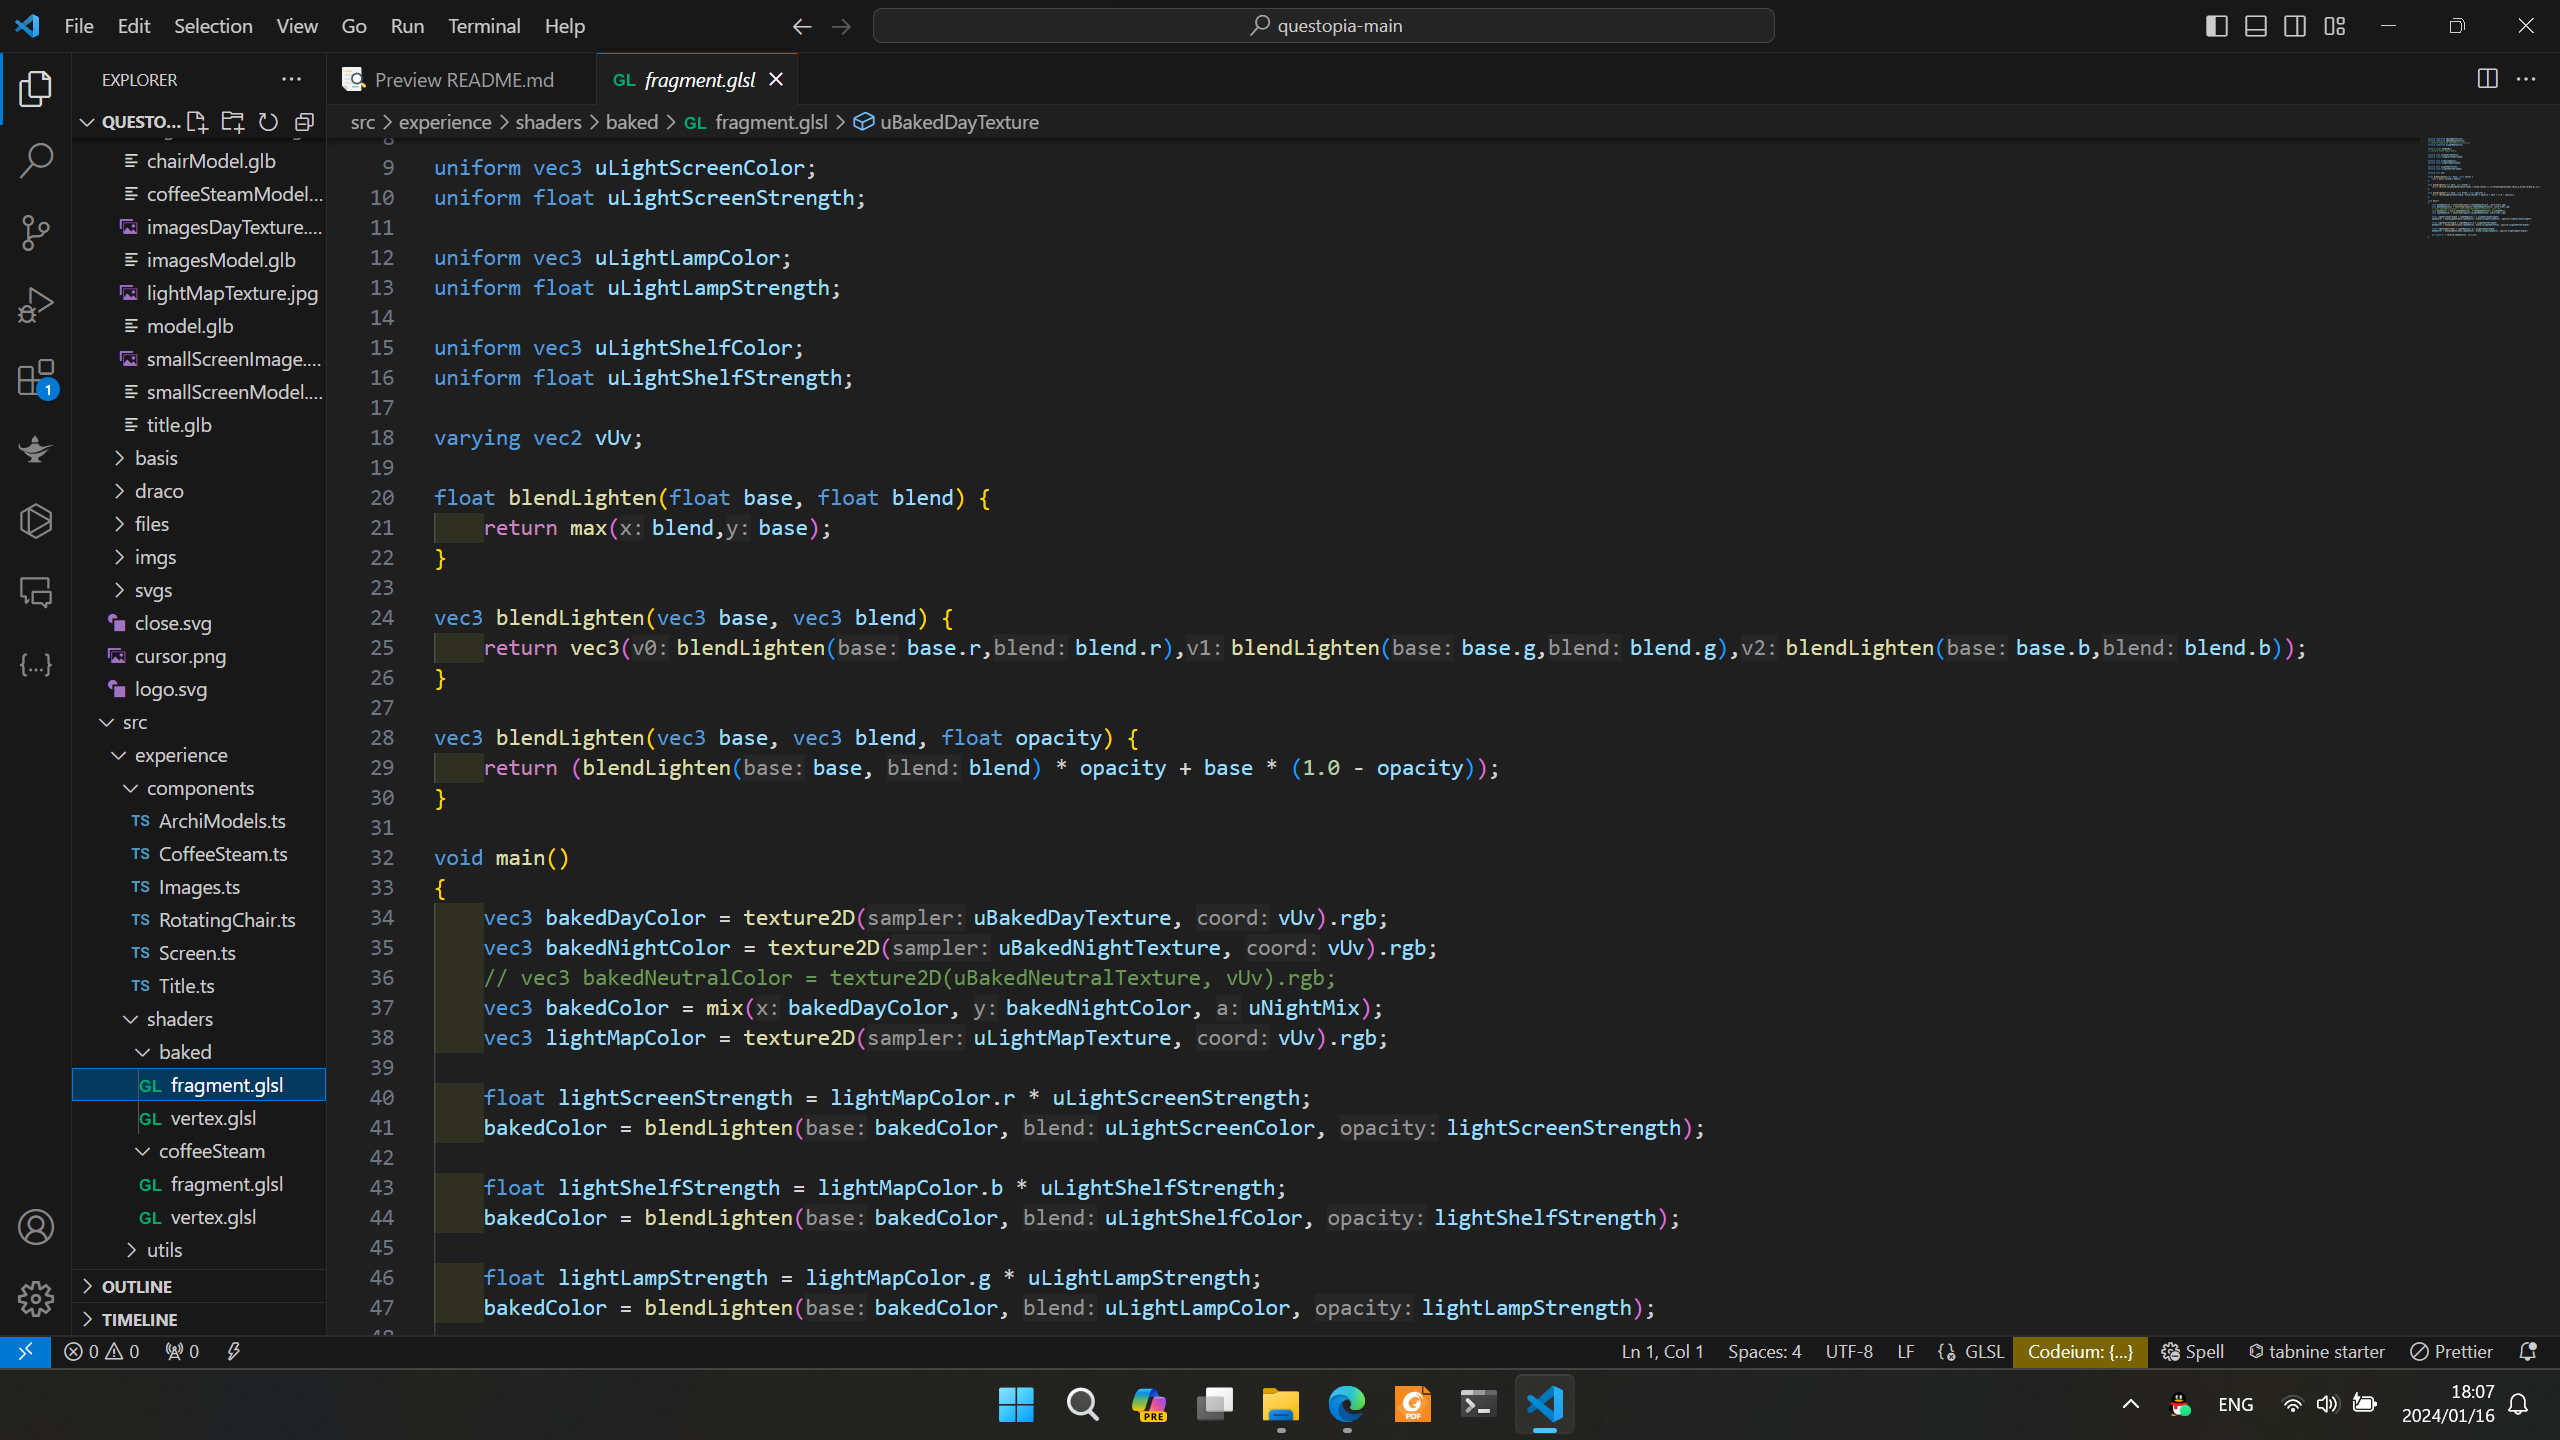 File Edit Selection View Go Run Terminal Help
questopia-main
EXPLORER
QUESTO...
chairModel.glb
coffeeSteamModel...
imagesDayTexture....
imagesModel.glb
lightMapTexture.jpg
model.glb
smallScreenImage....
smallScreenModel....
title.glb
basis
draco
files
imgs
svgs
close.svg
cursor.png
logo.svg
src
experience
components
TS ArchiModels.ts
TS CoffeeSteam.ts
TS Images.ts
TS RotatingChair.ts
TS Screen.ts
TS Title.ts
shaders
baked
GL fragment.glsl
GL vertex.glsl
coffeeSteam
GL fragment.glsl
GL vertex.glsl
utils
OUTLINE
TIMELINE
1
Preview README.md
GL fragment.glsl
src > experience > shaders > baked > GL fragment.glsl > uBakedDayTexture
8
9 uniform vec3 uLightScreenColor;
10 uniform float uLightScreenStrength;
11
12 uniform vec3 uLightLampColor;
13 uniform float uLightLampStrength;
14
15 uniform vec3 uLightShelfColor;
16 uniform float uLightShelfStrength;
17
18 varying vec2 vUv;
19
20 float blendLighten(float base, float blend) {
21 return max(x: blend,y: base);
22 }
23
24 vec3 blendLighten(vec3 base, vec3 blend) {
25 return vec3(v0: blendLighten(base: base.r,blend: blend.r),v1: blendLighten(base: base.g,blend: blend.g),v2: blendLighten(base: base.b,blend: blend.b));
26 }
27
28 vec3 blendLighten(vec3 base, vec3 blend, float opacity) {
29 return (blendLighten(base: base, blend: blend) * opacity + base * (1.0 - opacity));
30 }
31
32 void main()
33 {
34 vec3 bakedDayColor = texture2D(sampler: uBakedDayTexture, coord: vUv).rgb;
35 vec3 bakedNightColor = texture2D(sampler: uBakedNightTexture, coord: vUv).rgb;
36 // vec3 bakedNeutralColor = texture2D(uBakedNeutralTexture, vUv).rgb;
37 vec3 bakedColor = mix(x: bakedDayColor, y: bakedNightColor, a: uNightMix);
38 vec3 lightMapColor = texture2D(sampler: uLightMapTexture, coord: vUv).rgb;
39
40 float lightScreenStrength = lightMapColor.r * uLightScreenStrength;
41 bakedColor = blendLighten(base: bakedColor, blend: uLightScreenColor, opacity: lightScreenStrength);
42
43 float lightShelfStrength = lightMapColor.b * uLightShelfStrength;
44 bakedColor = blendLighten(base: bakedColor, blend: uLightShelfColor, opacity: lightShelfStrength);
45
46 float lightLampStrength = lightMapColor.g * uLightLampStrength;
47 bakedColor = blendLighten(base: bakedColor, blend: uLightLampColor, opacity: lightLampStrength);
48
0 0 0 Ln 1, Col 1 Spaces: 4 UTF-8 LF GLSL Codeium: {...} Spell tabnine starter Prettier
PRE PDF ENG
18:07
2024/01/16